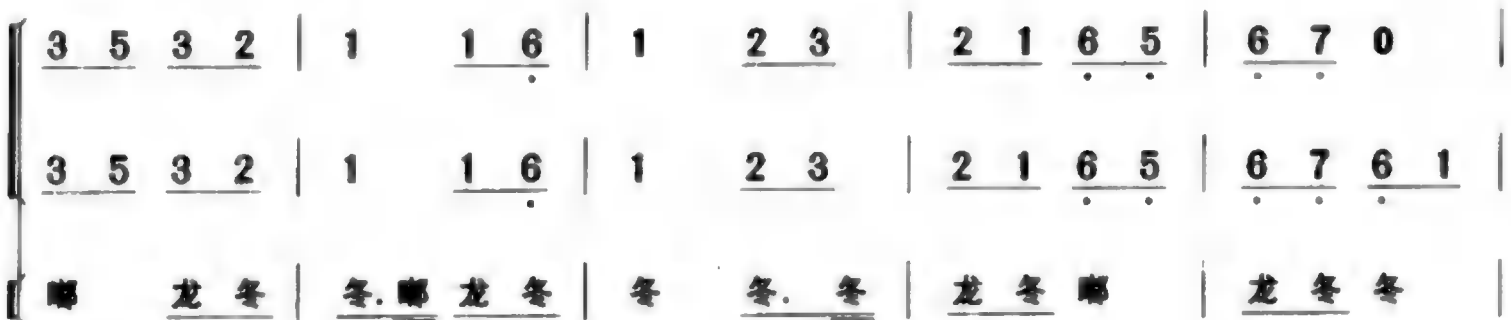 3 5 3 2 | 1 1 6 | 1 2 3 | 2 1 6 5 | 6 7 0 |
3 5 3 2 | 1 1 6 | 1 2 3 | 2 1 6 5 | 6 7 6 1 |
龙 冬 | 冬. 龙 冬 | 冬 冬. 冬 | 龙 冬 | 龙 冬 冬 |